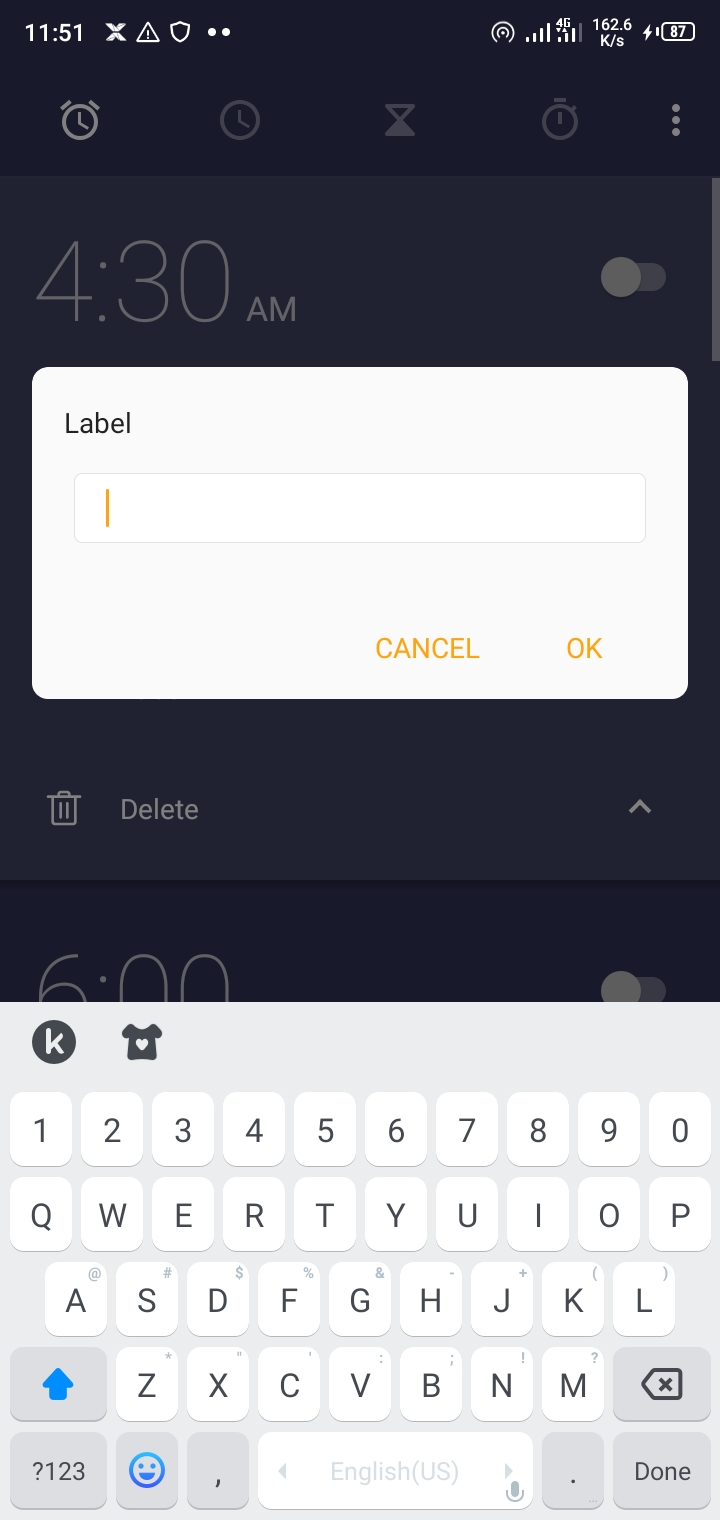 11:51 4G 162.6 K/s 87
4:30 AM
Label
CANCEL OK
Delete
6:00
k
1 2 3 4 5 6 7 8 9 0
Q W E R T Y U I O P
@ # $ % & - + ( )
A S D F G H J K L
* " ' : ; ! ?
Z X C V B N M
?123 , English(US) . ... Done